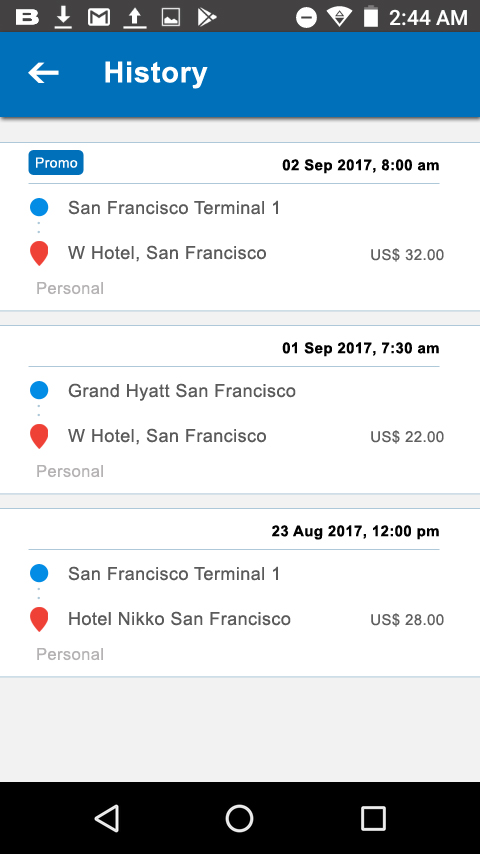 2:44 AM
History
Promo
02 Sep 2017, 8:00 am
San Francisco Terminal 1
W Hotel, San Francisco
US$ 32.00
Personal
01 Sep 2017, 7:30 am
Grand Hyatt San Francisco
W Hotel, San Francisco
US$ 22.00
Personal
23 Aug 2017, 12:00 pm
San Francisco Terminal 1
Hotel Nikko San Francisco
US$ 28.00
Personal